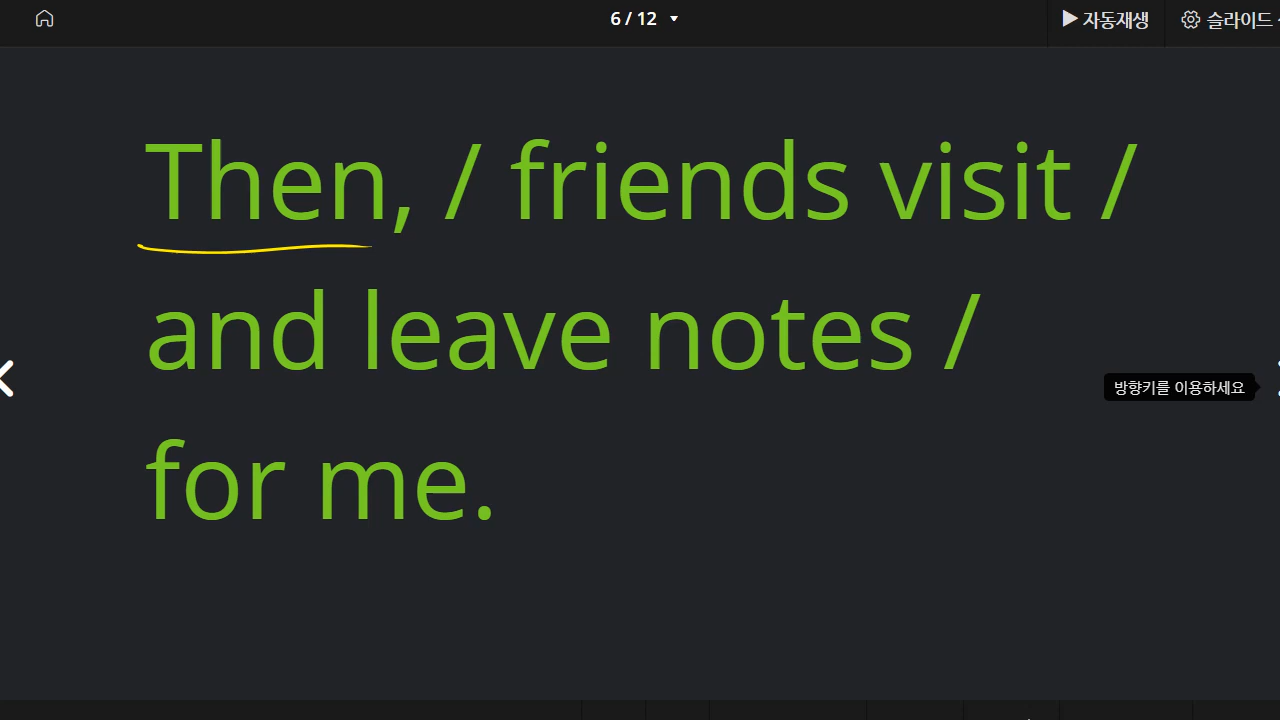 6 / 12
자동재생
슬라이드
Then, / friends visit /
and leave notes /
for me.
방향키를 이용하세요